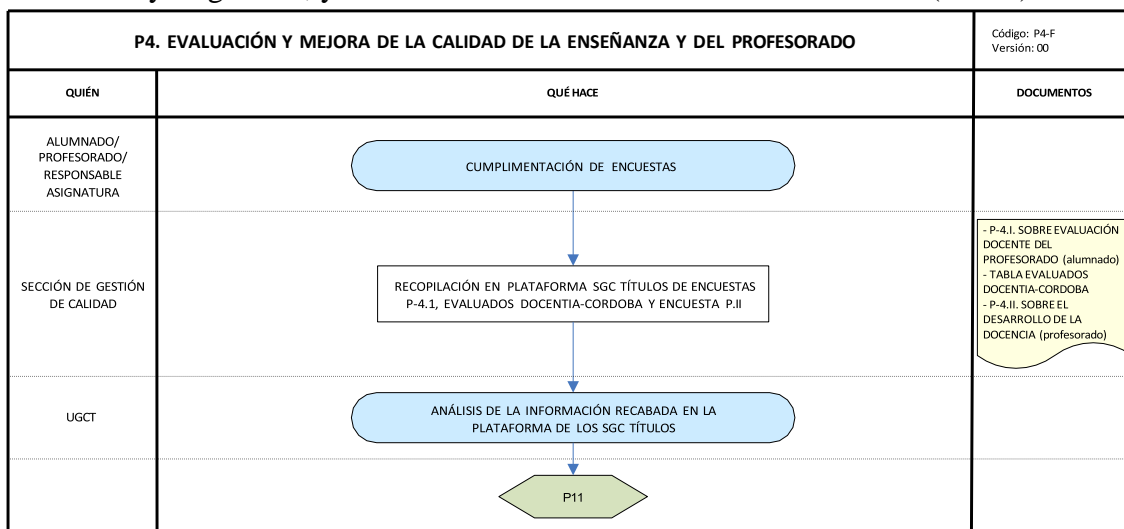 P4. EVALUACIÓN Y MEJORA DE LA CALIDAD DE LA ENSEÑANZA Y DEL PROFESORADO
Código: P4-F
Versión: 00
QUIÉN
QUÉ HACE
DOCUMENTOS
ALUMNADO/
PROFESORADO/
RESPONSABLE
ASIGNATURA
CUMPLIMENTACIÓN DE ENCUESTAS
SECCIÓN DE GESTIÓN
DE CALIDAD
RECOPILACIÓN EN PLATAFORMA SGC TÍTULOS DE ENCUESTAS
P-4.1, EVALUADOS DOCENTIA-CORDOBA Y ENCUESTA P.II
- P-4.I. SOBRE EVALUACIÓN
DOCENTE DEL
PROFESORADO (alumnado)
- TABLA EVALUADOS
DOCENTIA-CORDOBA
- P-4.II. SOBRE EL
DESARROLLO DE LA
DOCENCIA (profesorado)
UGCT
ANÁLISIS DE LA INFORMACIÓN RECABADA EN LA
PLATAFORMA DE LOS SGC TÍTULOS
P11